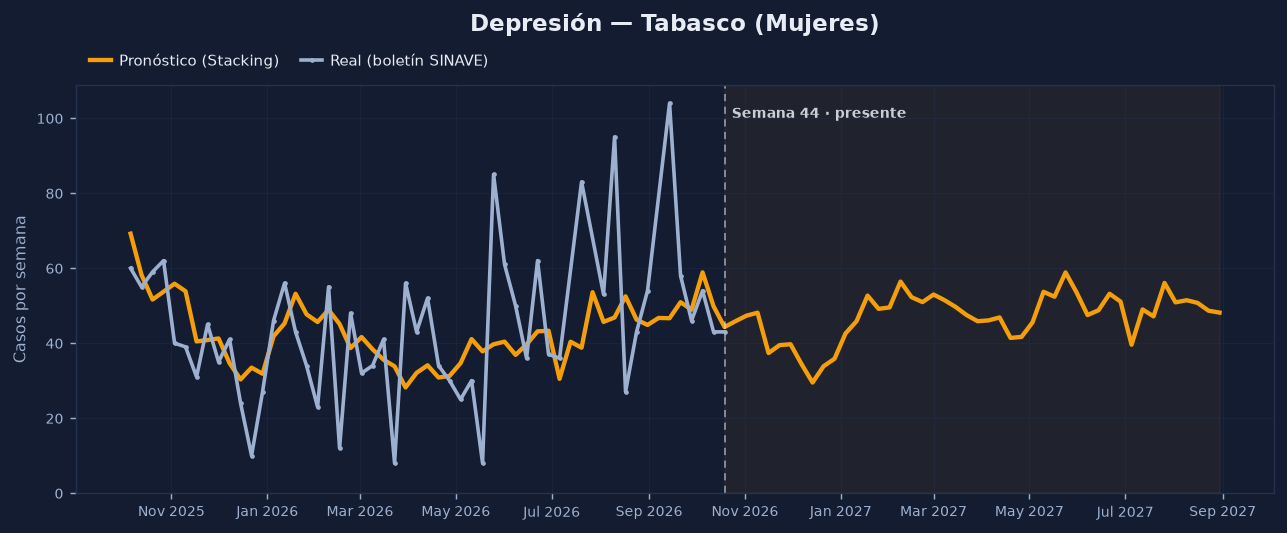 Depresión — Tabasco (Mujeres)
Pronóstico (Stacking)
Real (boletín SINAVE)
Semana 44 · presente
Casos por semana
100
80
60
40
20
0
Nov 2025
Jan 2026
Mar 2026
May 2026
Jul 2026
Sep 2026
Nov 2026
Jan 2027
Mar 2027
May 2027
Jul 2027
Sep 2027